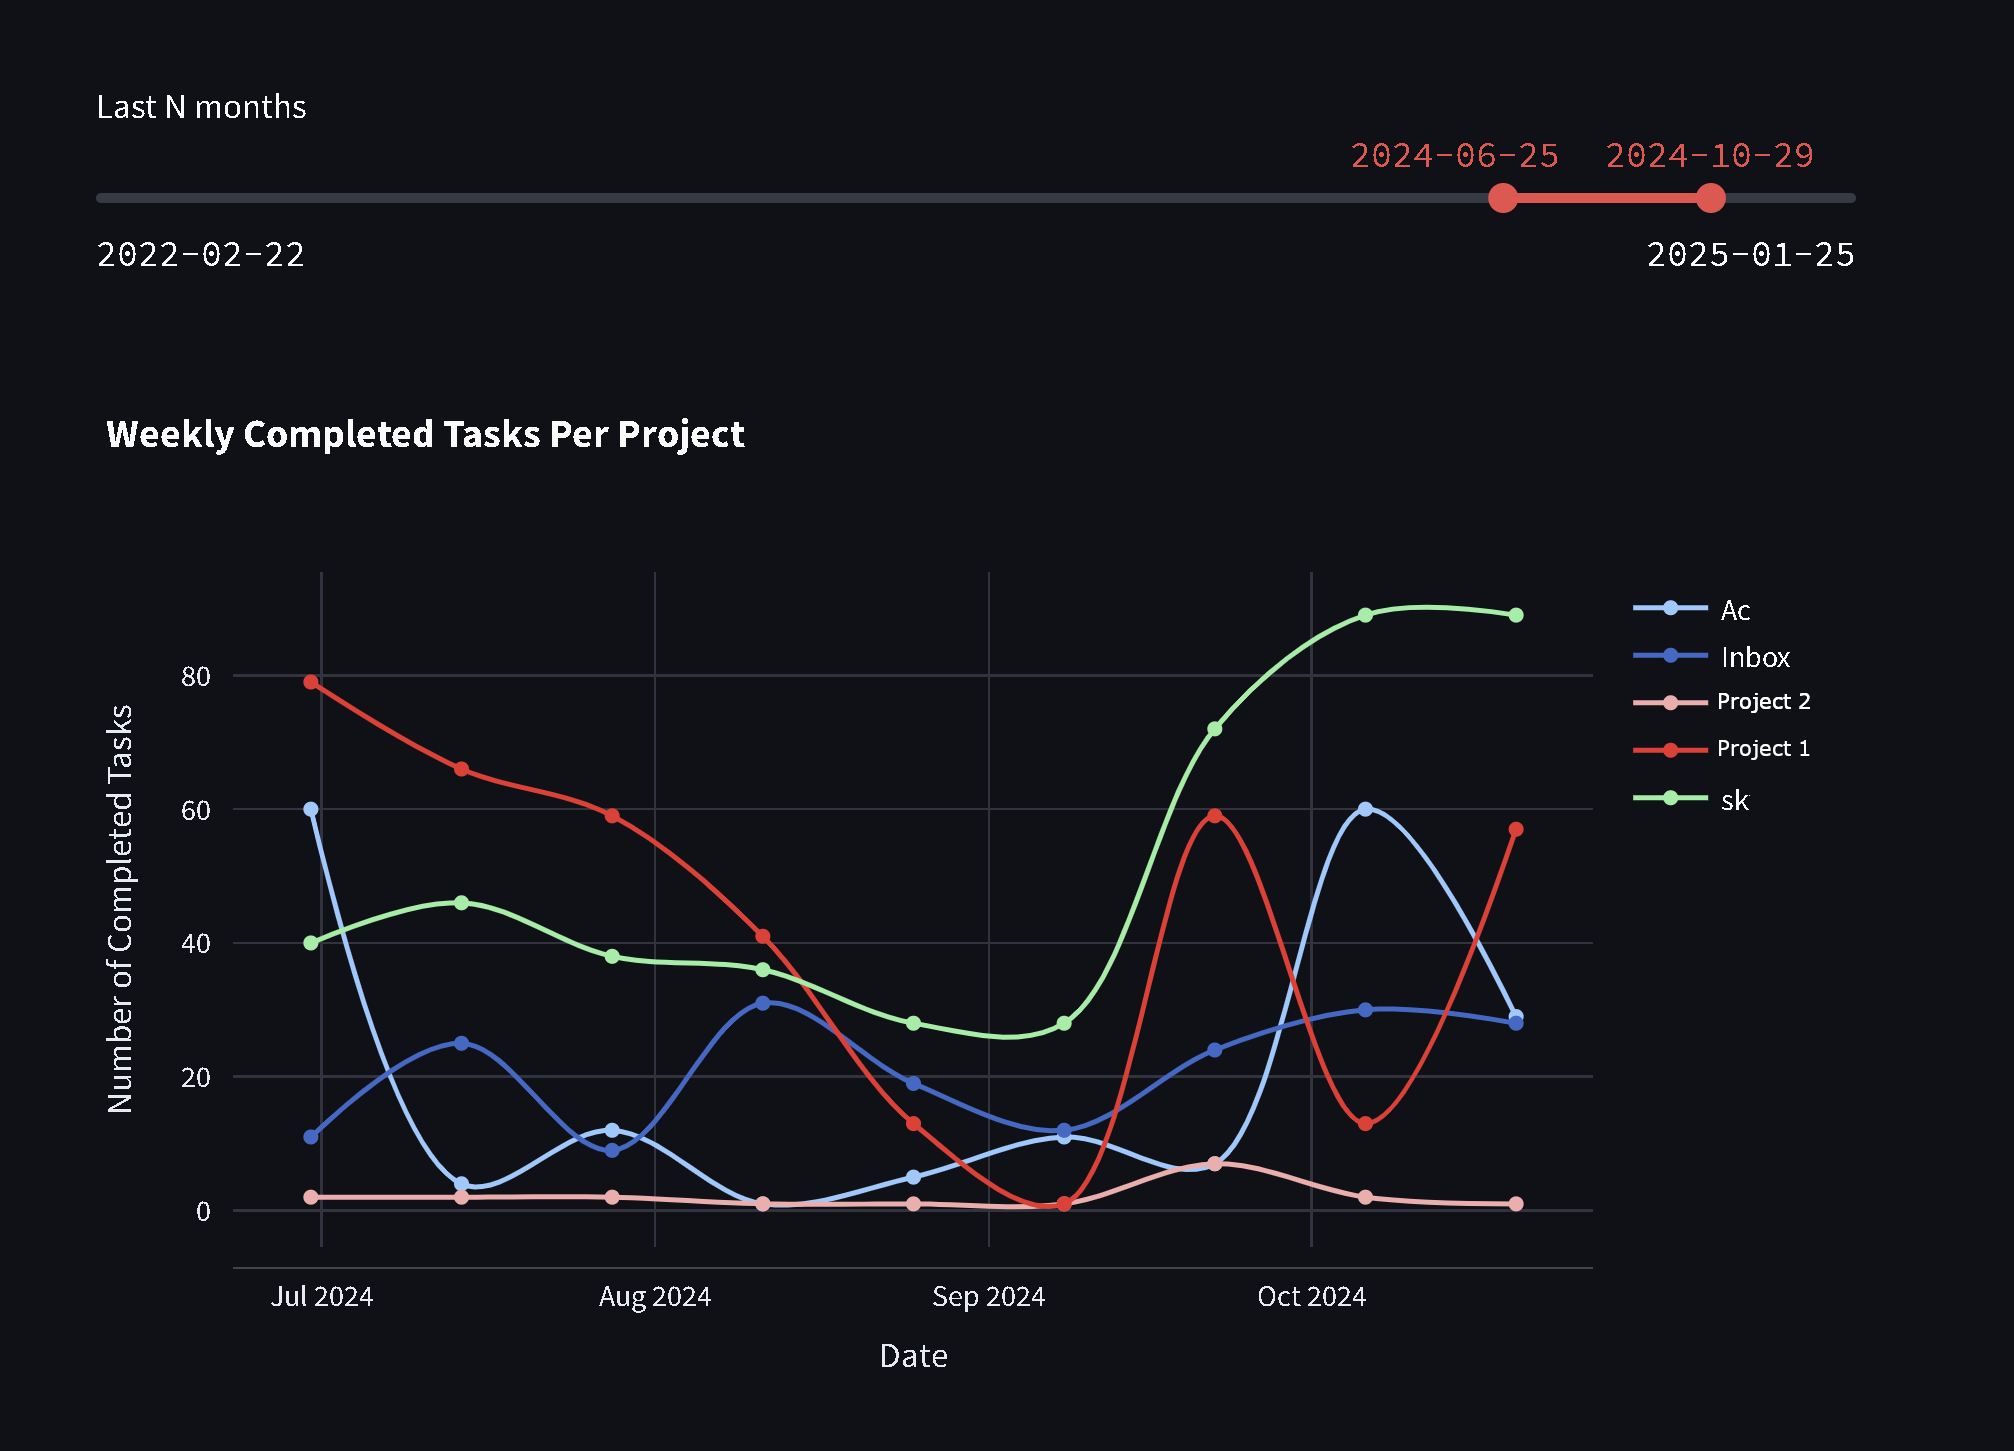 Last N months
2024-06-25 2024-10-29
2022-02-22 2025-01-25
Weekly Completed Tasks Per Project
Ac
Inbox
Project 2
Project 1
sk
Number of Completed Tasks
80
60
40
20
0
Jul 2024 Aug 2024 Sep 2024 Oct 2024
Date